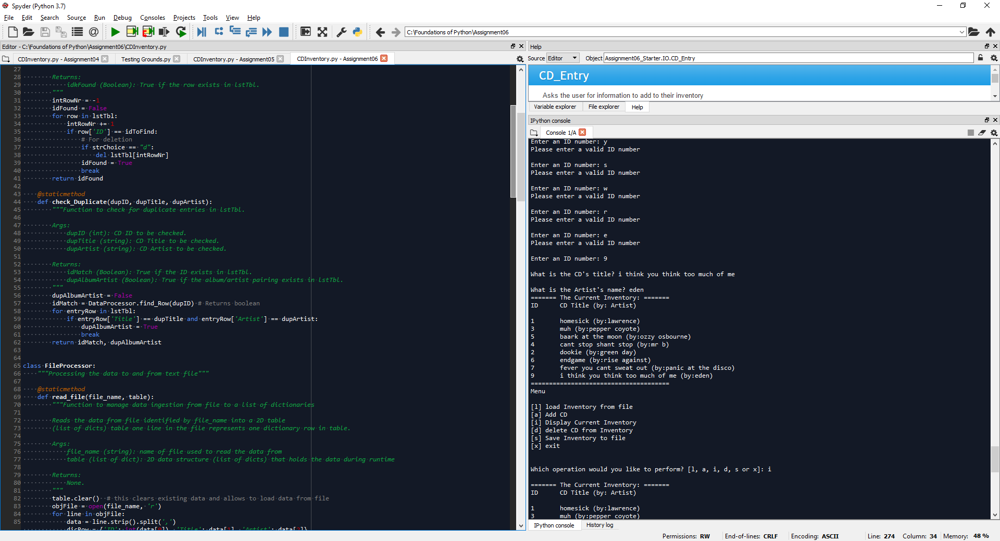 Spyder (Python 3.7)
File Edit Search Source Run Debug Consoles Projects Tools View Help
C:\Foundations of Python\Assignment06
Editor - C:\Foundations of Python\Assignment06\CDInventory.py
CDInventory.py - Assignment04 Testing Grounds.py CDInventory.py - Assignment05 CDInventory.py - Assignment06
27
28 Returns:
29 idkFound (Boolean): True if the row exists in lstTbl.
30 """
31 intRowNr = -1
32 idFound = False
33 for row in lstTbl:
34 intRowNr += 1
35 if row['ID'] == idToFind:
36 # For deletion
37 if strChoice == "d":
38 del lstTbl[intRowNr]
39 idFound = True
40 break
41 return idFound
42
43 @staticmethod
44 def check_Duplicate(dupID, dupTitle, dupArtist):
45 """Function to check for duplicate entries in lstTbl.
46
47 Args:
48 dupID (int): CD ID to be checked.
49 dupTitle (string): CD Title to be checked.
50 dupArtist (string): CD Artist to be checked.
51
52 Returns:
53 idMatch (Boolean): True if the ID exists in lstTbl.
54 dupAlbumArtist (Boolean): True if the album/artist pairing exists in lstTbl.
55 """
56 dupAlbumArtist = False
57 idMatch = DataProcessor.find_Row(dupID) # Returns boolean
58 for entryRow in lstTbl:
59 if entryRow['Title'] == dupTitle and entryRow['Artist'] == dupArtist:
60 dupAlbumArtist = True
61 break
62 return idMatch, dupAlbumArtist
63
64
65 class FileProcessor:
66 """Processing the data to and from text file"""
67
68 @staticmethod
69 def read_file(file_name, table):
70 """Function to manage data ingestion from file to a list of dictionaries
71
72 Reads the data from file identified by file_name into a 2D table
73 (list of dicts) table one line in the file represents one dictionary row in table.
74
75 Args:
76 file_name (string): name of file used to read the data from
77 table (list of dict): 2D data structure (list of dicts) that holds the data during runtime
78
79 Returns:
80 None.
81 """
82 table.clear() # this clears existing data and allows to load data from file
83 objFile = open(file_name, 'r')
84 for line in objFile:
85 data = line.strip().split(',')
dicRow = {'ID': int(data[0]), 'Title': data[1], 'Artist': data[2]}
Help
Source Editor Object Assignment06_Starter.IO.CD_Entry
CD_Entry
Asks the user for information to add to their inventory
Variable explorer File explorer Help
IPython console
Console 1/A
Enter an ID number: y
Please enter a valid ID number
Enter an ID number: s
Please enter a valid ID number
Enter an ID number: w
Please enter a valid ID number
Enter an ID number: r
Please enter a valid ID number
Enter an ID number: e
Please enter a valid ID number
Enter an ID number: 9
What is the CD's title? i think you think too much of me
What is the Artist's name? eden
======= The Current Inventory: =======
ID CD Title (by: Artist)
1 homesick (by:lawrence)
3 muh (by:pepper coyote)
5 baark at the moon (by:ozzy osbourne)
4 cant stop shant stop (by:mr b)
2 dookie (by:green day)
6 endgame (by:rise against)
7 fever you cant sweat out (by:panic at the disco)
9 i think you think too much of me (by:eden)
======================================
Menu
[l] load Inventory from file
[a] Add CD
[i] Display Current Inventory
[d] delete CD from Inventory
[s] Save Inventory to file
[x] exit
Which operation would you like to perform? [l, a, i, d, s or x]: i
======= The Current Inventory: =======
ID CD Title (by: Artist)
1 homesick (by:lawrence)
3 muh (by:pepper coyote)
IPython console History log
Permissions: RW End-of-lines: CRLF Encoding: ASCII Line: 274 Column: 34 Memory: 48 %